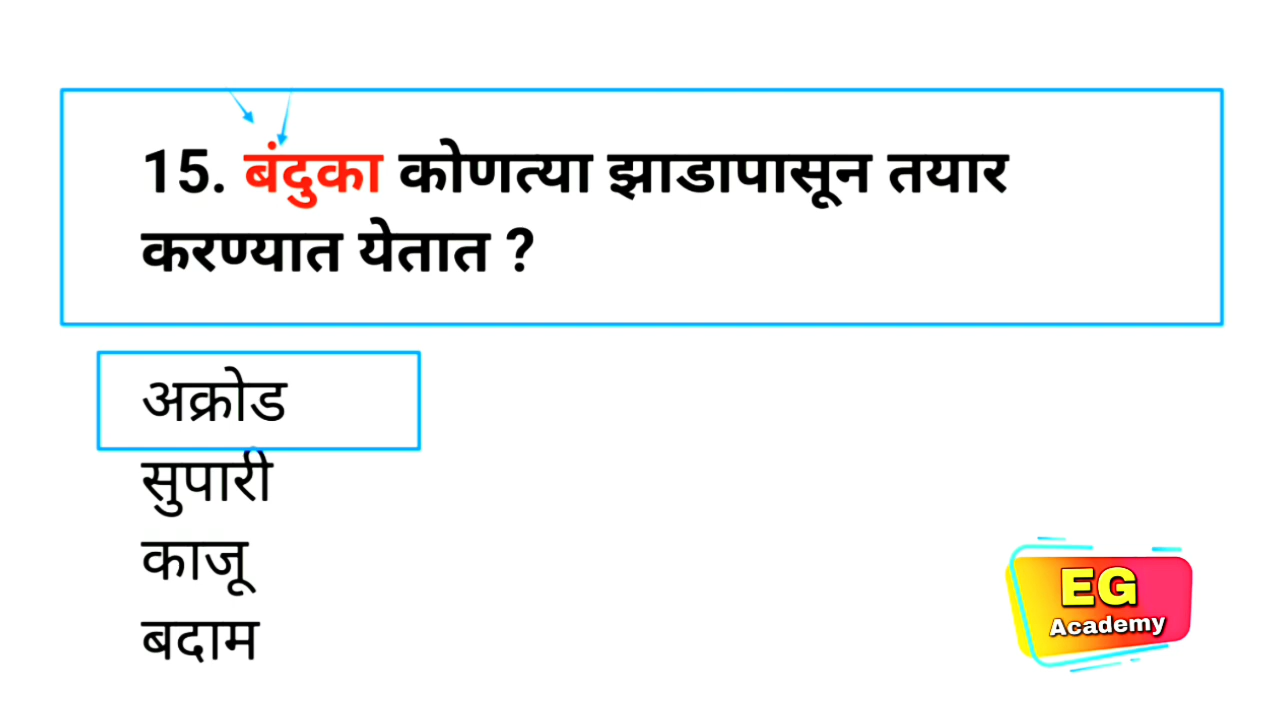 15. बंदुका कोणत्या झाडापासून तयार
करण्यात येतात ?
अक्रोड
सुपारी
काजू
बदाम
EG
Academy